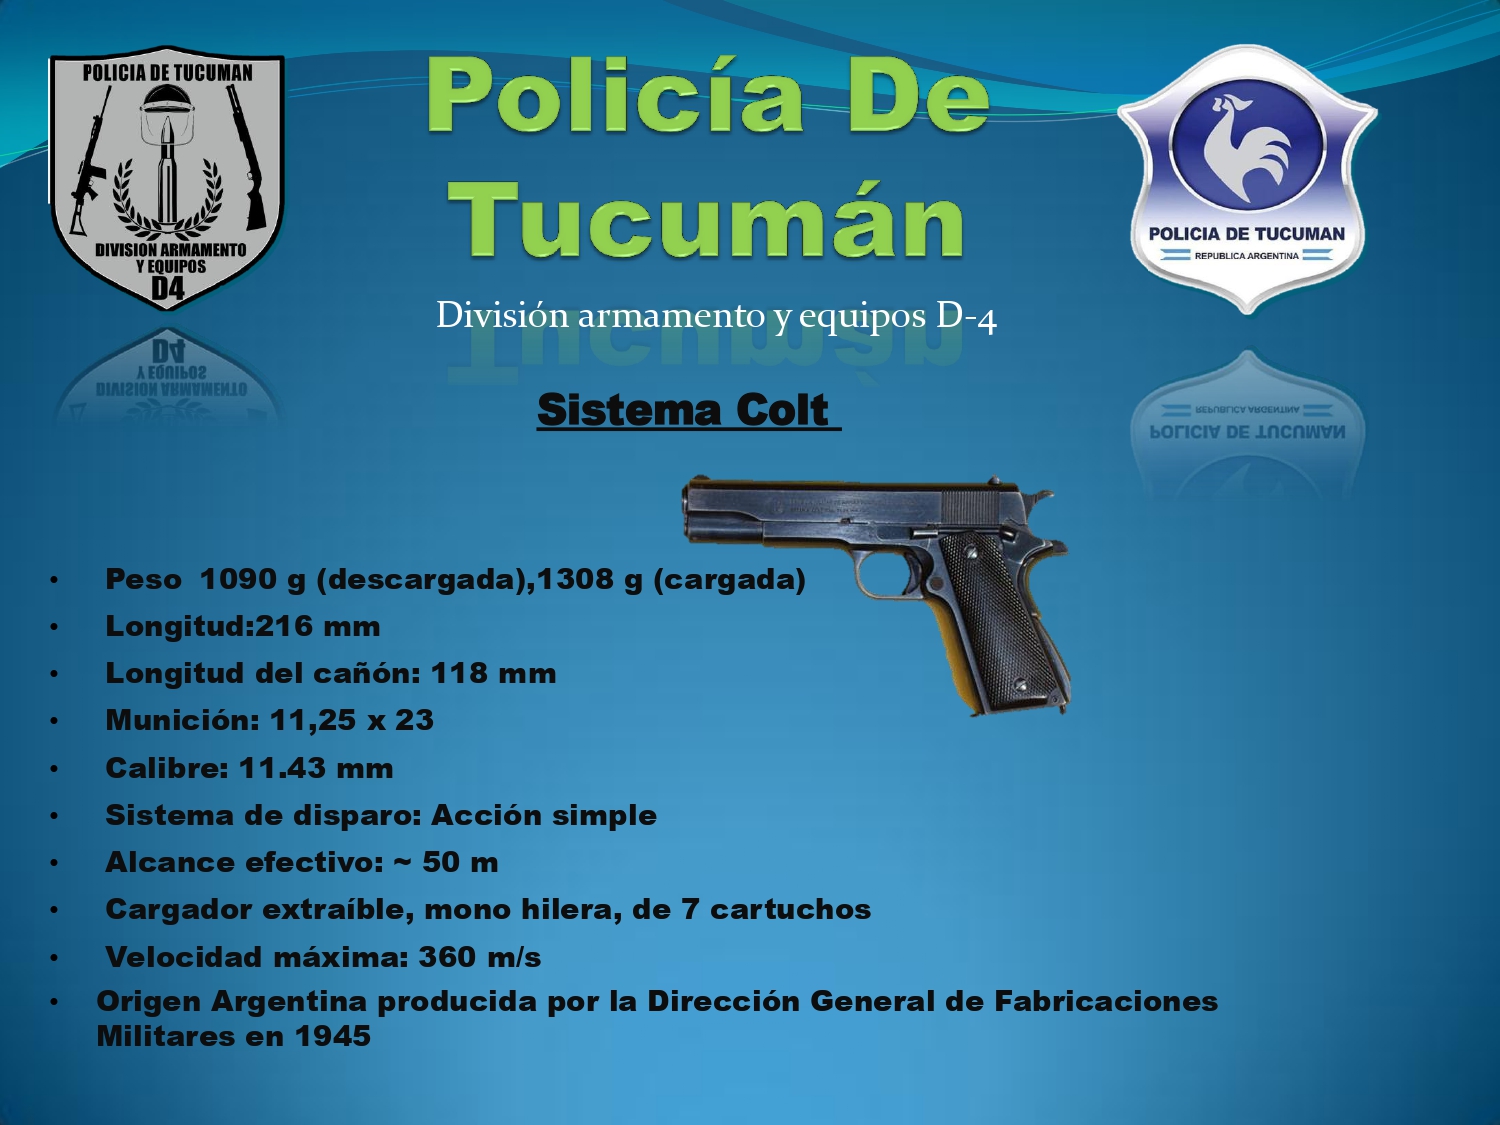 POLICIA DE TUCUMAN
DIVISION ARMAMENTO
Y EQUIPOS
D4
Policía De
Tucumán
POLICIA DE TUCUMAN
REPUBLICA ARGENTINA
División armamento y equipos D-4
Sistema Colt
• Peso 1090 g (descargada),1308 g (cargada)
• Longitud:216 mm
• Longitud del cañón: 118 mm
• Munición: 11,25 x 23
• Calibre: 11.43 mm
• Sistema de disparo: Acción simple
• Alcance efectivo: ~ 50 m
• Cargador extraíble, mono hilera, de 7 cartuchos
• Velocidad máxima: 360 m/s
• Origen Argentina producida por la Dirección General de Fabricaciones
Militares en 1945